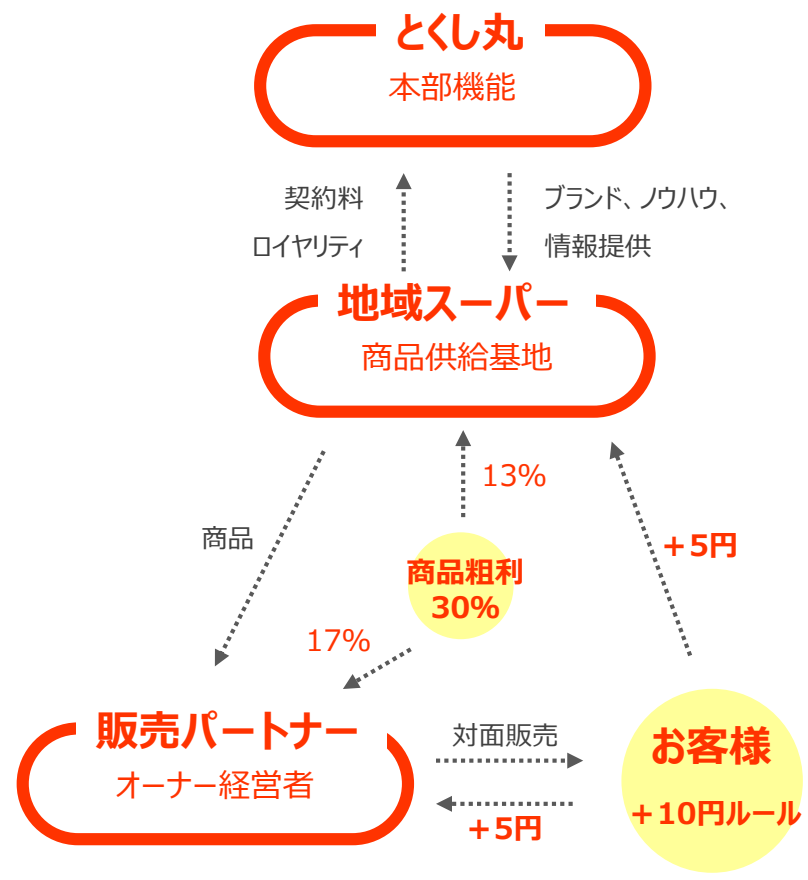 とくし丸
本部機能
契約料
ロイヤリティ
ブランド、ノウハウ、
情報提供
地域スーパー
商品供給基地
13%
商品
商品粗利
30%
17%
＋5円
販売パートナー
オーナー経営者
対面販売
＋5円
お客様
＋10円ルール